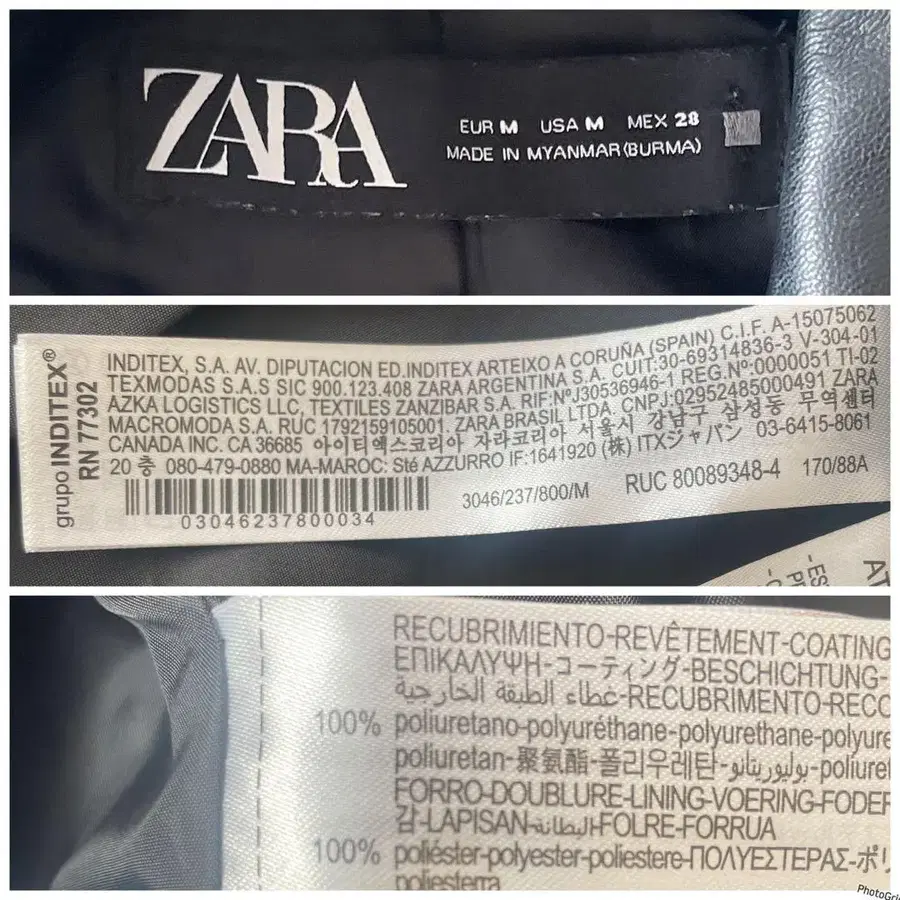 ZARA
EUR M USA M MEX 28
MADE IN MYANMAR (BURMA)
grupo INDITEX®
RN 77302
INDITEX, S.A. AV. DIPUTACION ED.INDITEX ARTEIXO A CORUÑA (SPAIN) C.I.F. A-15075062
TEXMODAS S.A.S SIC 900.123.408 ZARA ARGENTINA S.A. CUIT:30-69314836-3 V-304-01
AZKA LOGISTICS LLC, TEXTILES ZANZIBAR S.A. RIF:NºJ30536946-1 REG.Nº-0000051 TI-02
MACROMODA S.A. RUC 1792159105001. ZARA BRASIL LTDA. CNPJ:02952485000491 ZARA
CANADA INC. CA 36685 아이티엑스코리아 자라코리아 서울시 강남구 삼성동 무역센터
20 층 080-479-0880 MA-MAROC: Sté AZZURRO IF:1641920 (株) ITXジャパン 03-6415-8061
03046237800034
3046/237/800/M
RUC 80089348-4
170/88A
RECUBRIMIENTO-REVÊTEMENT-COATING
ΕΠΙΚΑΛΥΨΗ-コーティング-BESCHICHTUNG-
غطاء الطبقة الخارجية-RECUBRIMENTO-RECO
100% poliuretano-polyuréthane-polyurethane-polyure
poliuretan-聚氨酯-폴리우레탄-بوليوريتانو-poliuret
FORRO-DOUBLURE-LINING-VOERING-FODER
감-LAPISAN-البطانة-FOLRE-FORRUA
100% poliéster-polyester-poliestere-ΠΟΛΥΕΣΤΕΡΑΣ-ポリ
poliesterra
PhotoGri